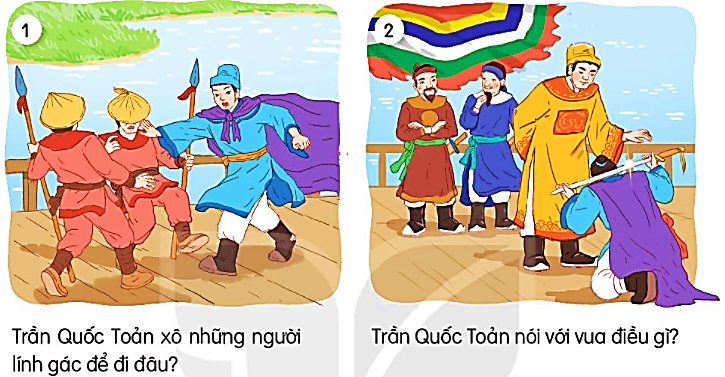 1
2
Trần Quốc Toản xô những người
lính gác để đi đâu?
Trần Quốc Toản nói với vua điều gì?